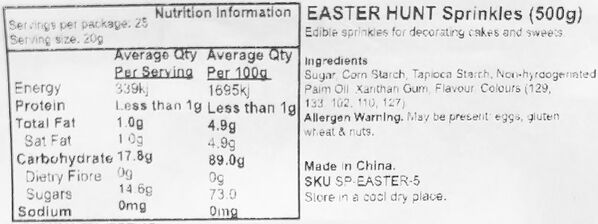 Nutrition Information
Servings per package: 25
Serving size: 20g
Average Qty Average Qty
Per Serving Per 100g
Energy 339kj 1695kj
Protein Less than 1g Less than 1g
Total Fat 1.0g 4.9g
Sat Fat 1.0g 4.9g
Carbohydrate 17.8g 89.0g
Dietry Fibre 0g 0g
Sugars 14.6g 73.0
Sodium 0mg 0mg
EASTER HUNT Sprinkles (500g)
Edible sprinkles for decorating cakes and sweets.
Ingredients
Sugar, Corn Starch, Tapioca Starch, Non-hyrdogernated
Palm Oil, Xanthan Gum, Flavour, Colours (129,
133, 102, 110, 127)
Allergen Warning. May be present: eggs, gluten
wheat & nuts.
Made in China.
SKU SP-EASTER-5
Store in a cool dry place.